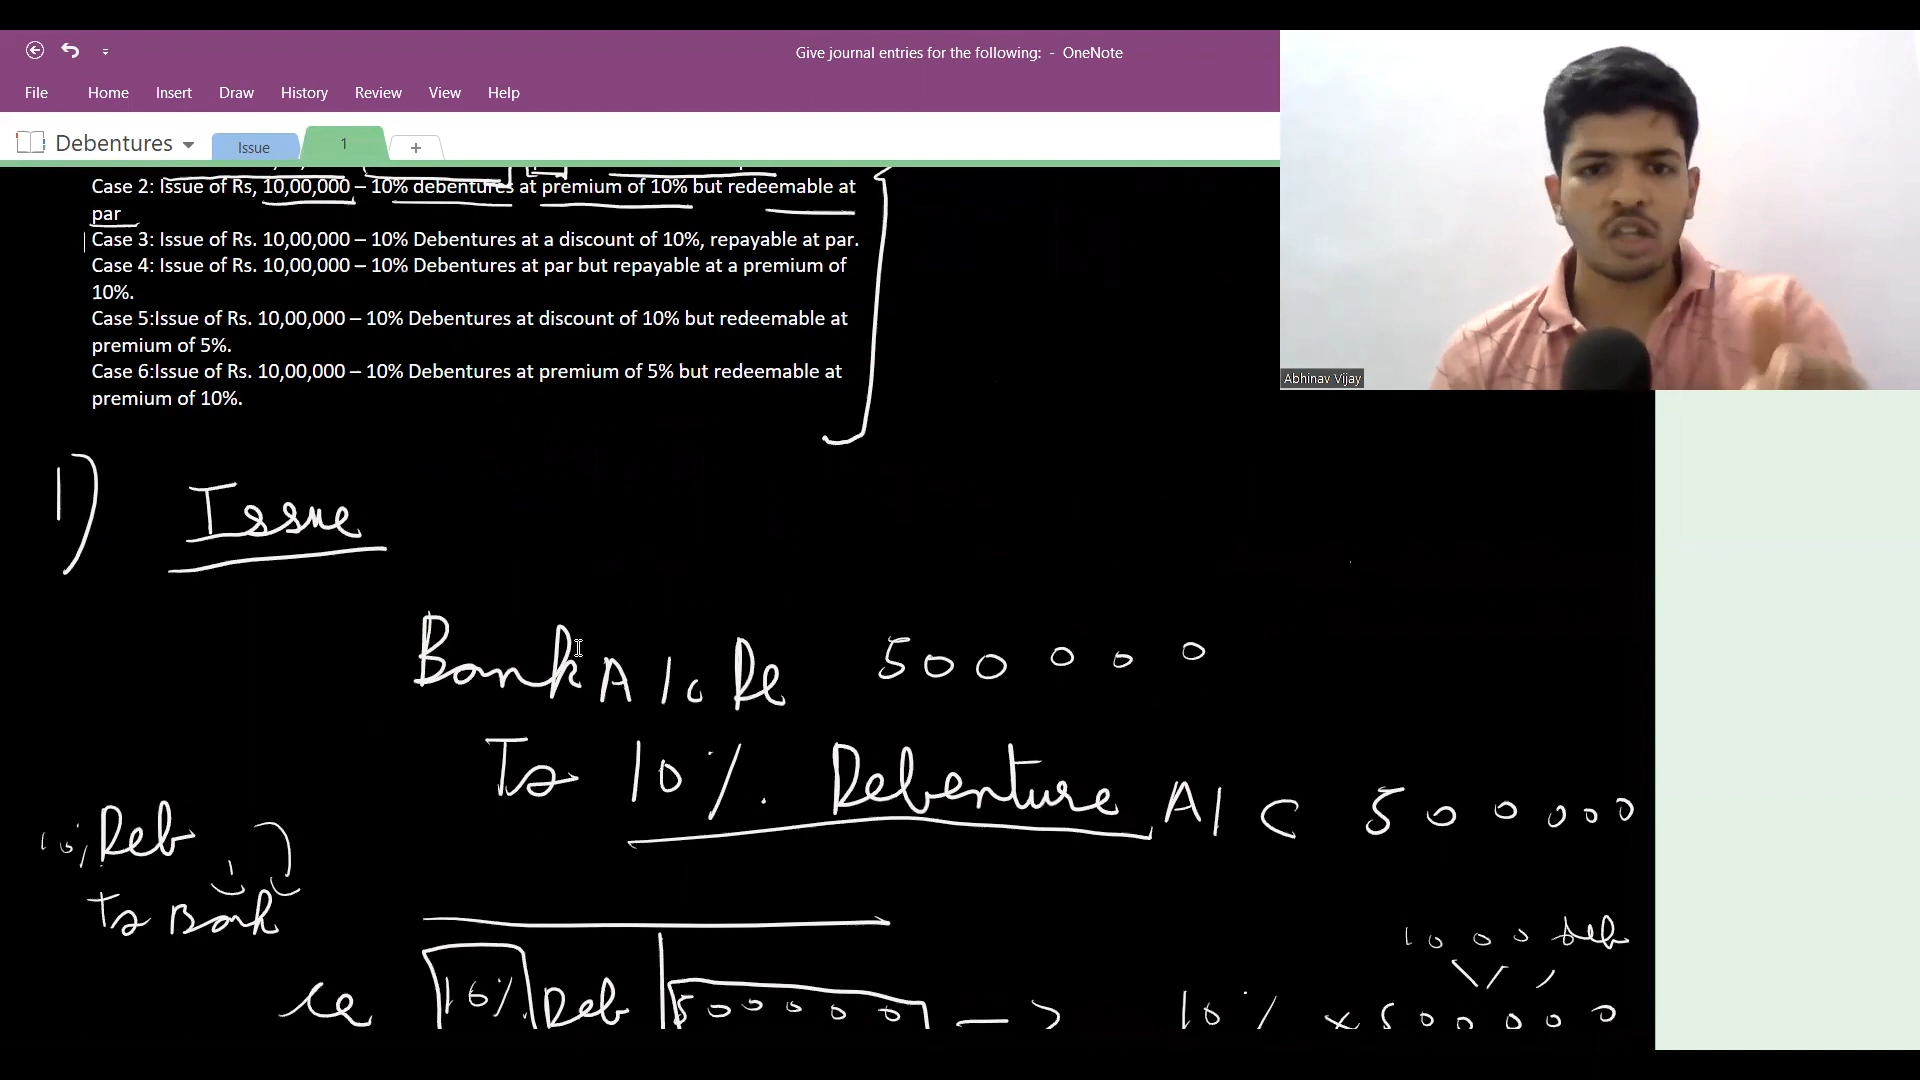 Give journal entries for the following: - OneNote
File Home Insert Draw History Review View Help
Debentures Issue 1 +
Case 2: Issue of Rs, 10,00,000 – 10% debentures at premium of 10% but redeemable at
par
Case 3: Issue of Rs. 10,00,000 – 10% Debentures at a discount of 10%, repayable at par.
Case 4: Issue of Rs. 10,00,000 – 10% Debentures at par but repayable at a premium of
10%.
Case 5:Issue of Rs. 10,00,000 – 10% Debentures at discount of 10% but redeemable at
premium of 5%.
Case 6:Issue of Rs. 10,00,000 – 10% Debentures at premium of 5% but redeemable at
premium of 10%.
Abhinav Vijay
1) Issue
Bank A/c De 500000
To 10%. Debenture A/C 500000
10% Deb
To Bank
1000 deb
10% Deb 500000 → 10% x 500000